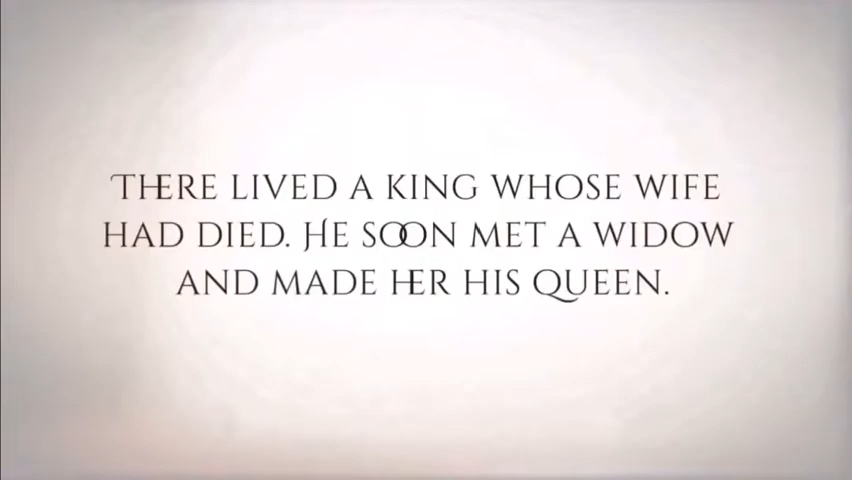 THERE LIVED A KING WHOSE WIFE
HAD DIED. HE SOON MET A WIDOW
AND MADE HER HIS QUEEN.